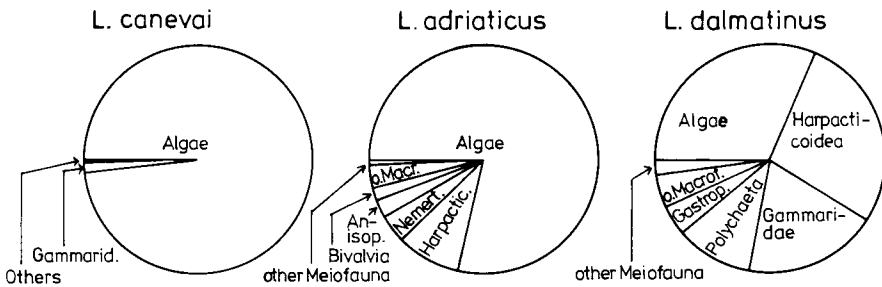 L. canevai
Algae
Gammarid.
Others
L. adriaticus
Algae
o.Macr.
Nemert.
Harpactic.
An-
isop.
Bivalvia
other Meiofauna
L. dalmatinus
Algae
Harpacti-
coidea
Gammari-
dae
Polychaeta
Gastrop.
o.Macrof.
other Meiofauna